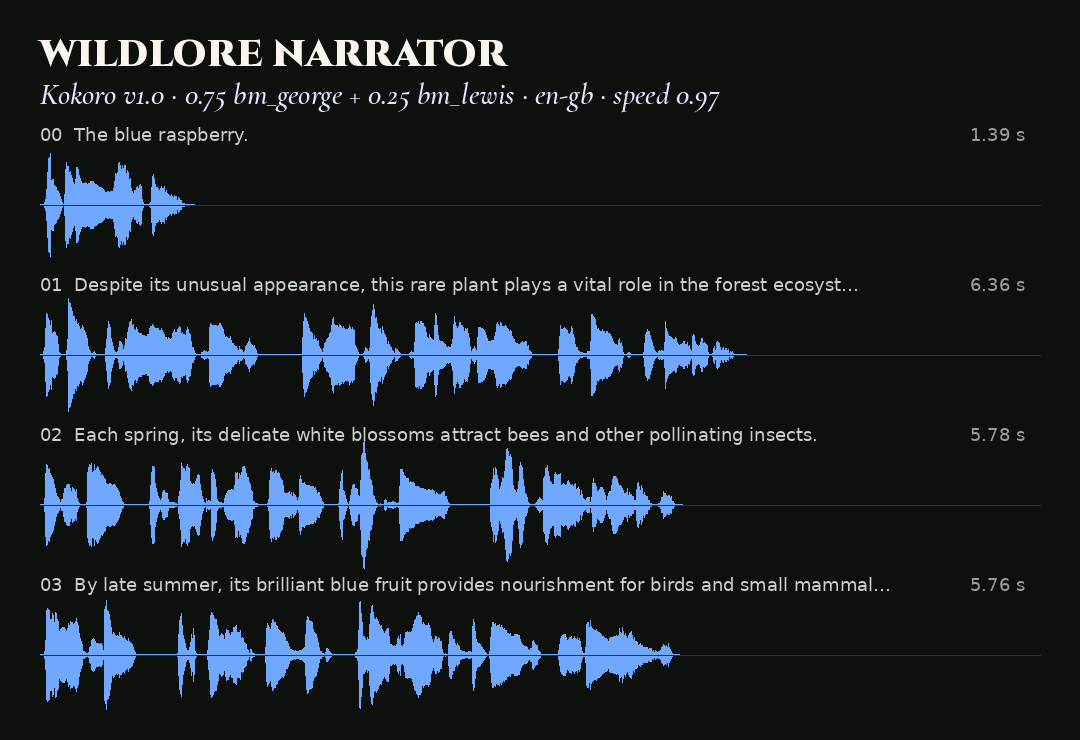 WILDLORE NARRATOR
Kokoro v1.0 · 0.75 bm_george + 0.25 bm_lewis · en-gb · speed 0.97
00 The blue raspberry. 1.39 s
01 Despite its unusual appearance, this rare plant plays a vital role in the forest ecosyst… 6.36 s
02 Each spring, its delicate white blossoms attract bees and other pollinating insects. 5.78 s
03 By late summer, its brilliant blue fruit provides nourishment for birds and small mammal… 5.76 s